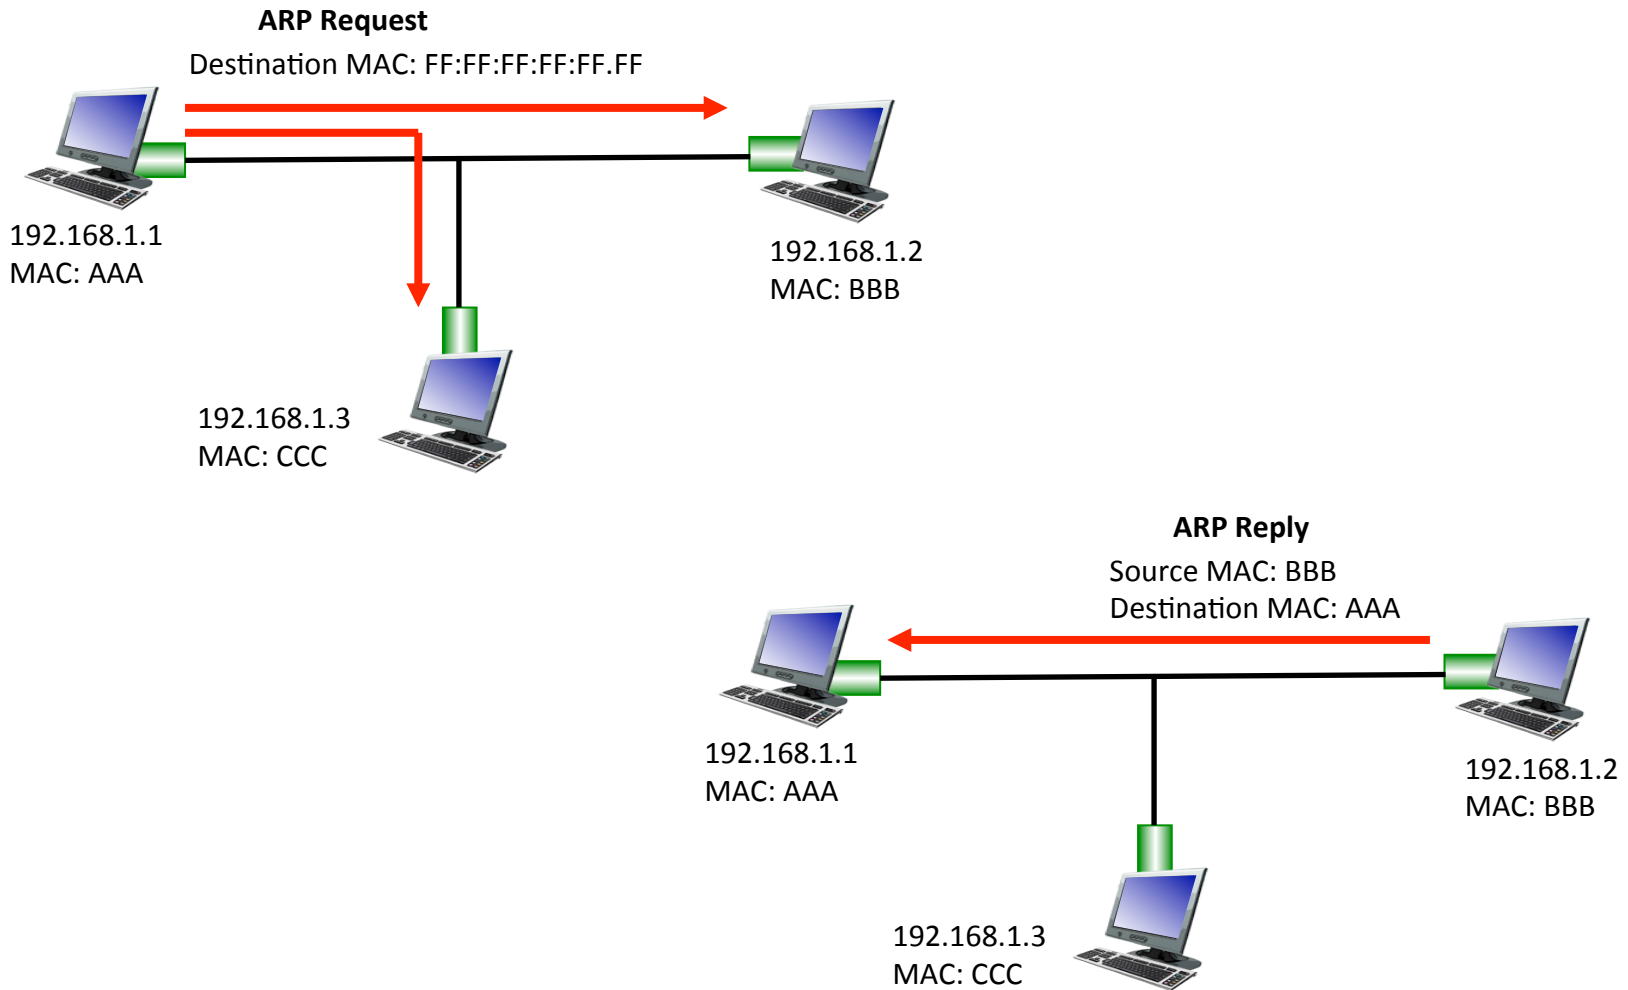 ARP Request
Destination MAC: FF:FF:FF:FF:FF.FF
192.168.1.1
MAC: AAA
192.168.1.2
MAC: BBB
192.168.1.3
MAC: CCC
ARP Reply
Source MAC: BBB
Destination MAC: AAA
192.168.1.1
MAC: AAA
192.168.1.2
MAC: BBB
192.168.1.3
MAC: CCC